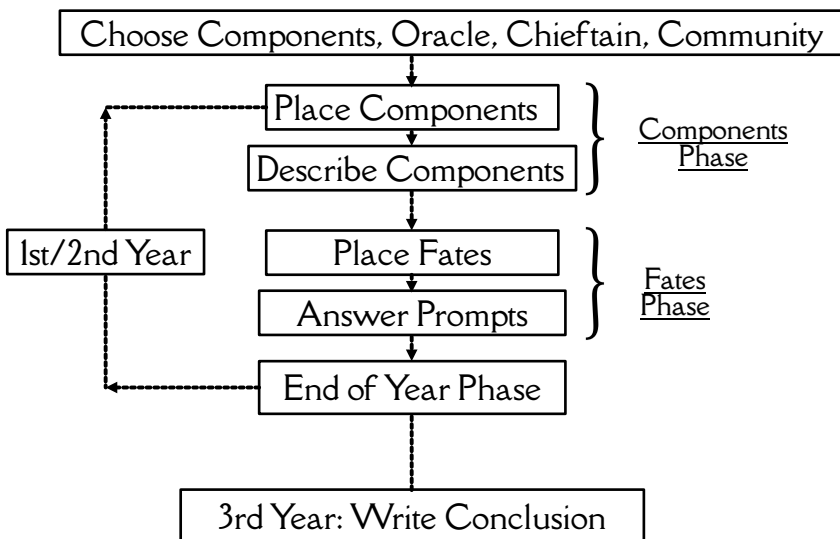 Choose Components, Oracle, Chieftain, Community
Place Components
Components
Phase
Describe Components
1st/2nd Year
Place Fates
Fates
Phase
Answer Prompts
End of Year Phase
3rd Year: Write Conclusion